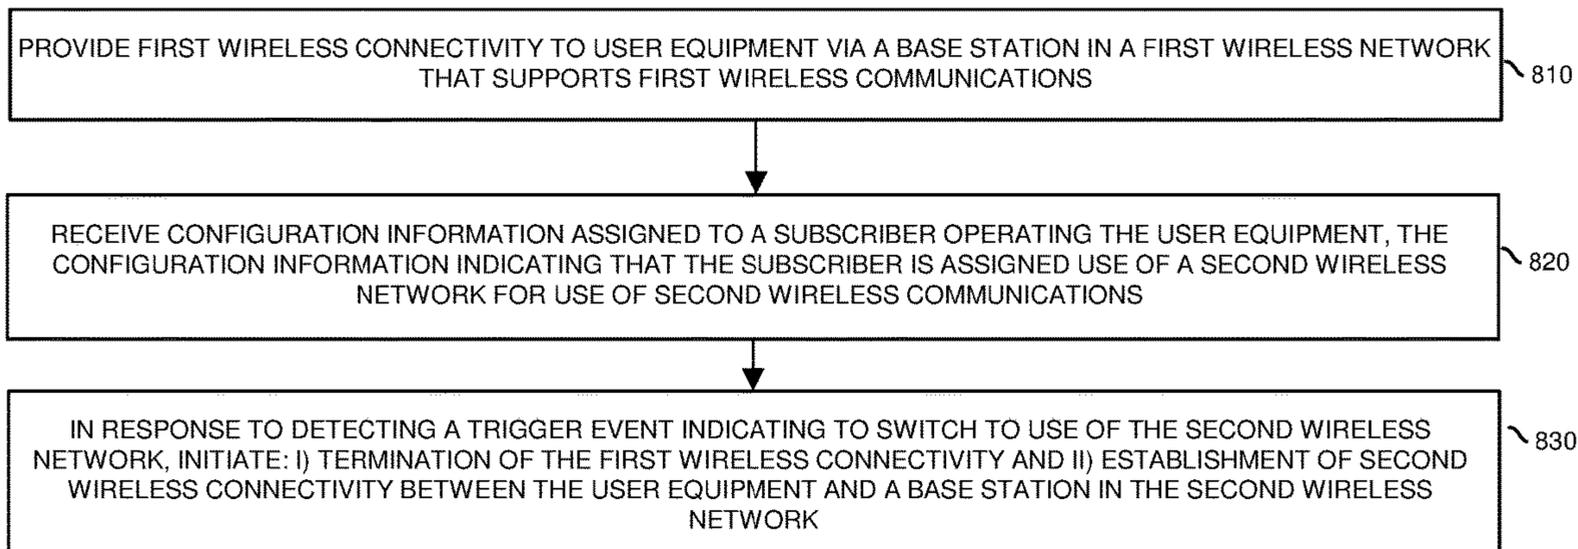 PROVIDE FIRST WIRELESS CONNECTIVITY TO USER EQUIPMENT VIA A BASE STATION IN A FIRST WIRELESS NETWORK
THAT SUPPORTS FIRST WIRELESS COMMUNICATIONS
810
RECEIVE CONFIGURATION INFORMATION ASSIGNED TO A SUBSCRIBER OPERATING THE USER EQUIPMENT, THE
CONFIGURATION INFORMATION INDICATING THAT THE SUBSCRIBER IS ASSIGNED USE OF A SECOND WIRELESS
NETWORK FOR USE OF SECOND WIRELESS COMMUNICATIONS
820
IN RESPONSE TO DETECTING A TRIGGER EVENT INDICATING TO SWITCH TO USE OF THE SECOND WIRELESS
NETWORK, INITIATE: I) TERMINATION OF THE FIRST WIRELESS CONNECTIVITY AND II) ESTABLISHMENT OF SECOND
WIRELESS CONNECTIVITY BETWEEN THE USER EQUIPMENT AND A BASE STATION IN THE SECOND WIRELESS
NETWORK
830